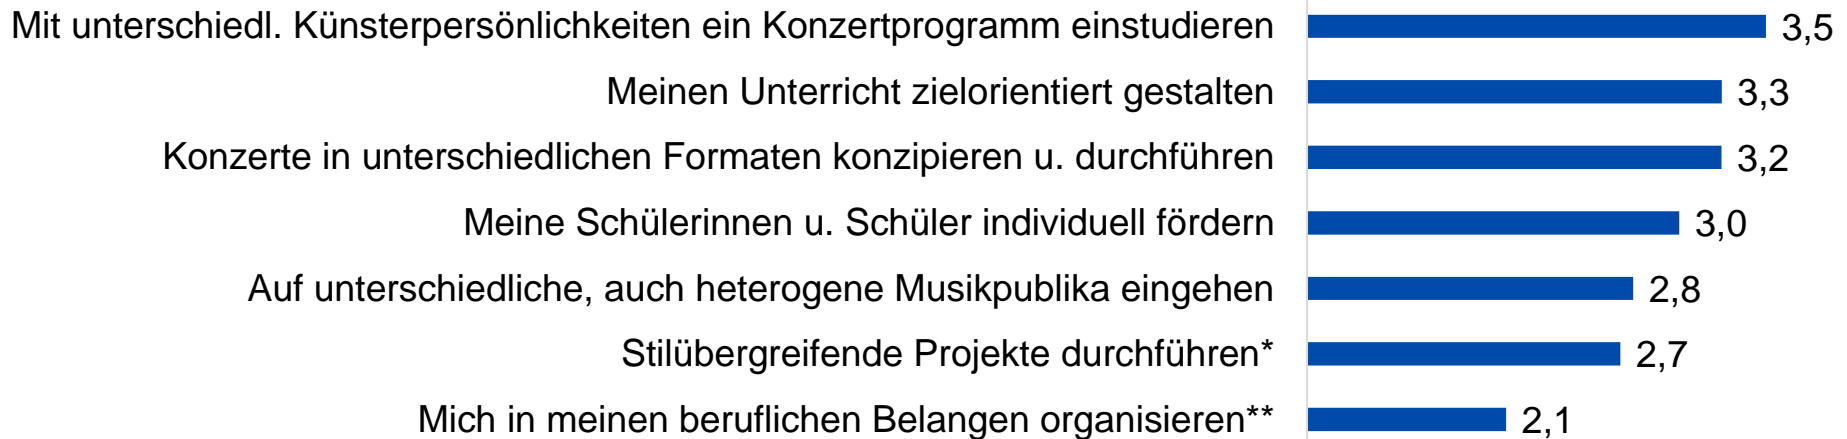 Mit unterschiedl. Künsterpersönlichkeiten ein Konzertprogramm einstudieren 3,5
Meinen Unterricht zielorientiert gestalten 3,3
Konzerte in unterschiedlichen Formaten konzipieren u. durchführen 3,2
Meine Schülerinnen u. Schüler individuell fördern 3,0
Auf unterschiedliche, auch heterogene Musikpublika eingehen 2,8
Stilübergreifende Projekte durchführen* 2,7
Mich in meinen beruflichen Belangen organisieren** 2,1